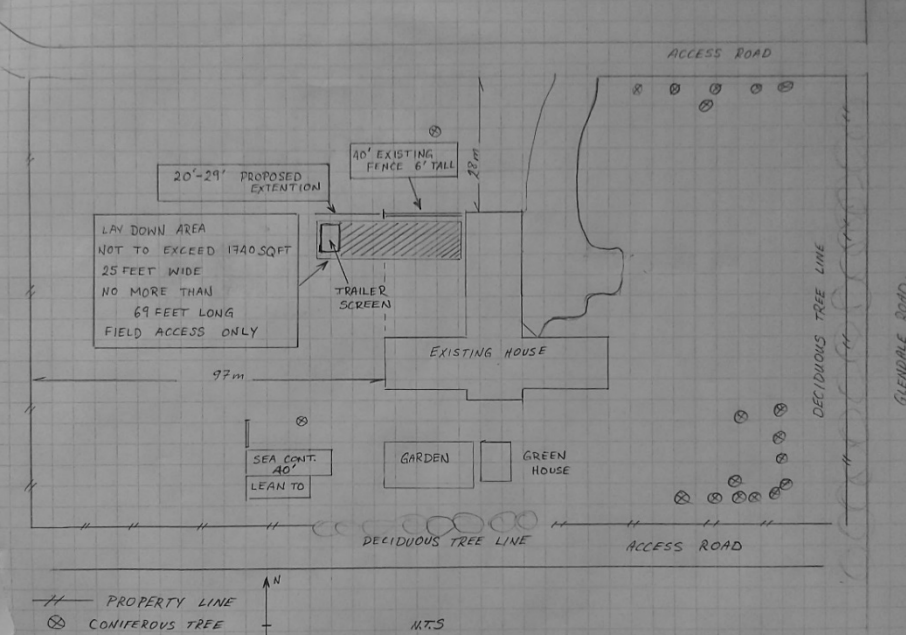 ACCESS ROAD
40' EXISTING
FENCE 6' TALL
28m
20'-29' PROPOSED
EXTENTION
LAY DOWN AREA
NOT TO EXCEED 1740 SQFT
25 FEET WIDE
NO MORE THAN
69 FEET LONG
FIELD ACCESS ONLY
TRAILER
SCREEN
EXISTING HOUSE
97m
DECIDUOUS TREE LINE
GLENDALE ROAD
SEA CONT.
40'
LEAN TO
GARDEN
GREEN
HOUSE
DECIDUOUS TREE LINE
ACCESS ROAD
N
PROPERTY LINE
CONIFEROUS TREE
N.T.S